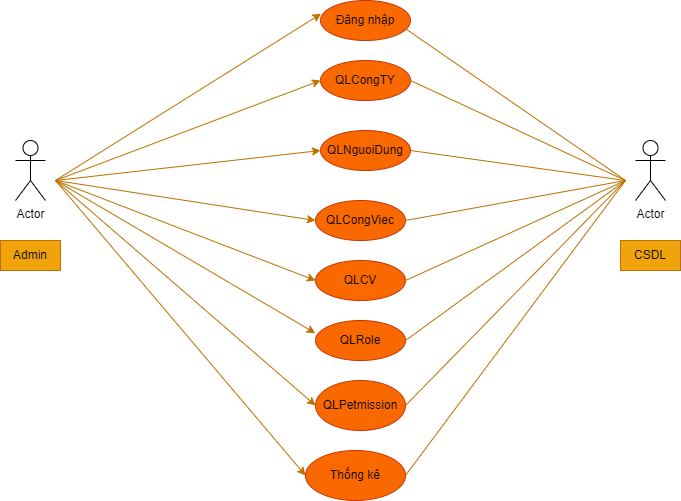 Đăng nhập
QLCongTY
QLNguoiDung
Actor
Actor
QLCongViec
Admin
CSDL
QLCV
QLRole
QLPetmission
Thống kê